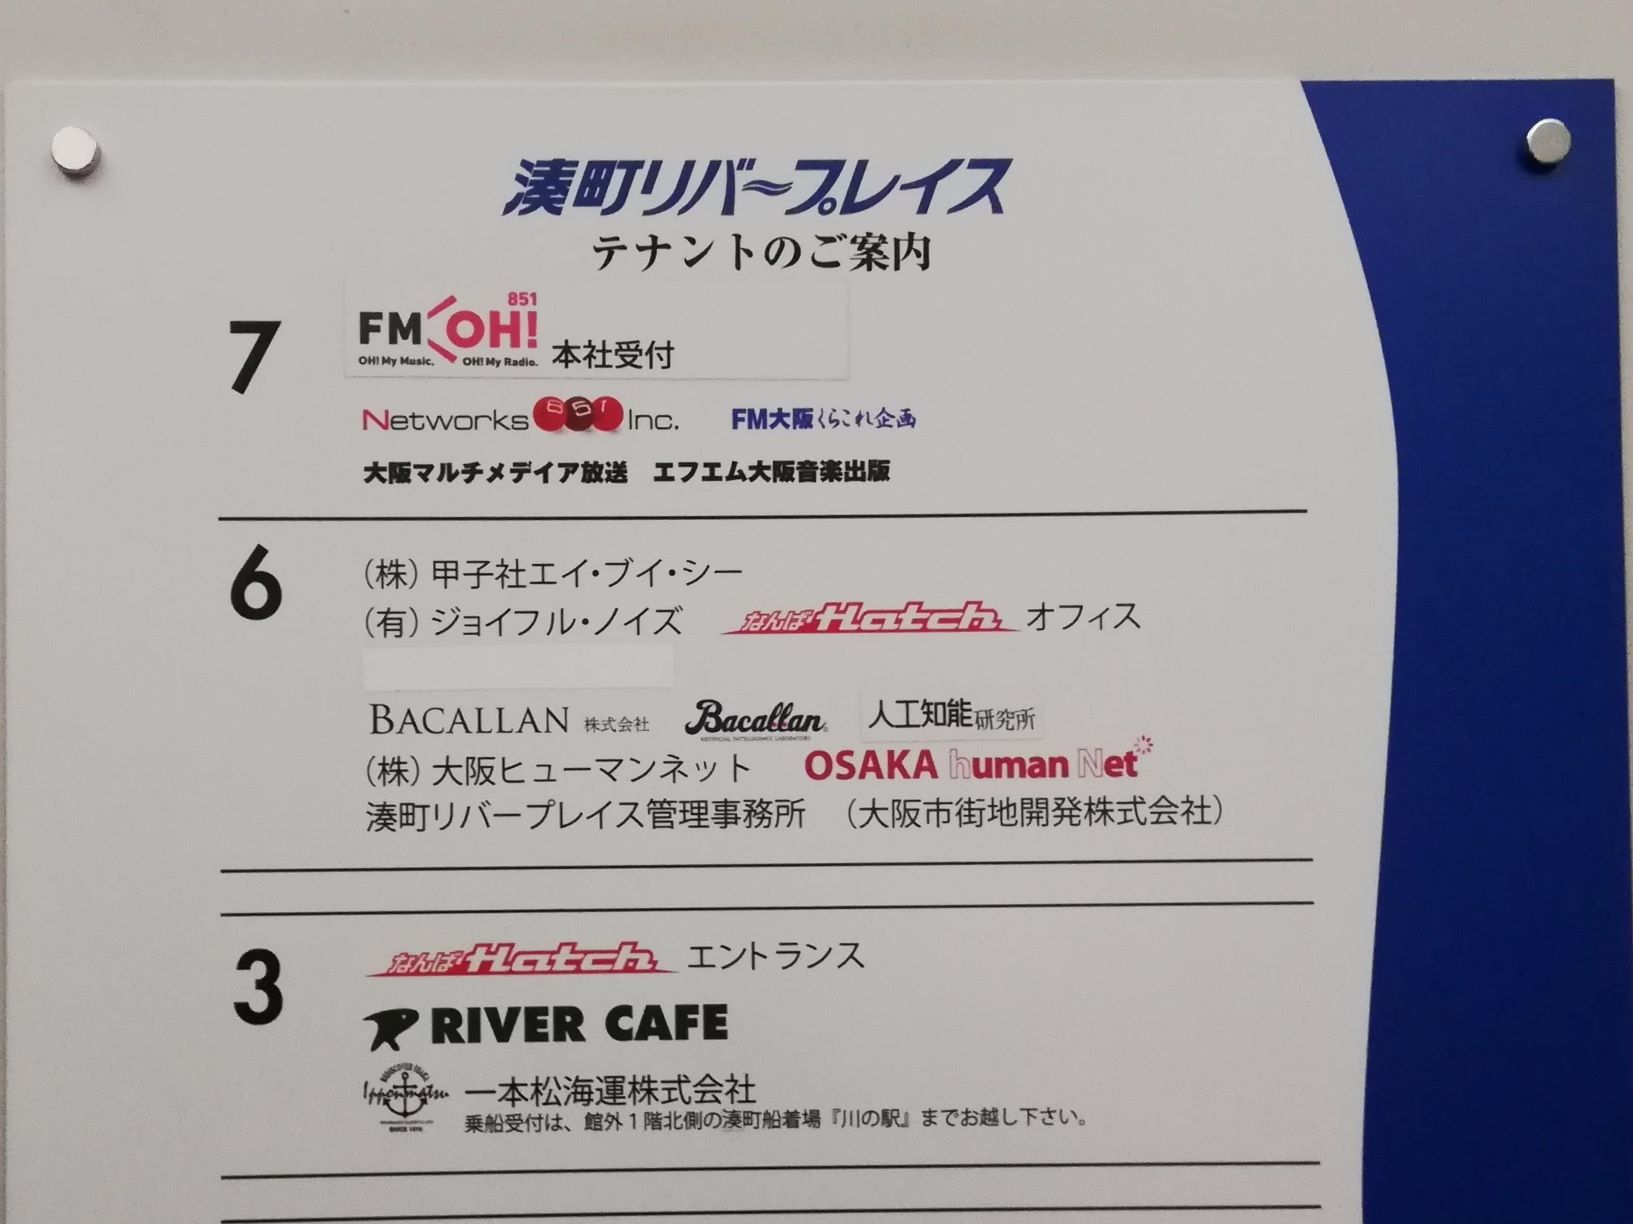 湊町リバープレイス
テナントのご案内
7
FM OH! 851
OH! My Music. OH! My Radio. 本社受付
Networks 851 Inc. FM大阪くらこれ企画
大阪マルチメデイア放送 エフエム大阪音楽出版
6
(株)甲子社エイ・ブイ・シー
(有)ジョイフル・ノイズ なんばHatch オフィス
BACALLAN 株式会社 Bacallan 人工知能研究所
ARTIFICIAL INTELLIGENCE LABORATORY
(株)大阪ヒューマンネット OSAKA human Net
湊町リバープレイス管理事務所 (大阪市街地開発株式会社)
3
なんばHatch エントランス
RIVER CAFE
Ipponmatsu 一本松海運株式会社
乗船受付は、館外1階北側の湊町船着場『川の駅』までお越し下さい。